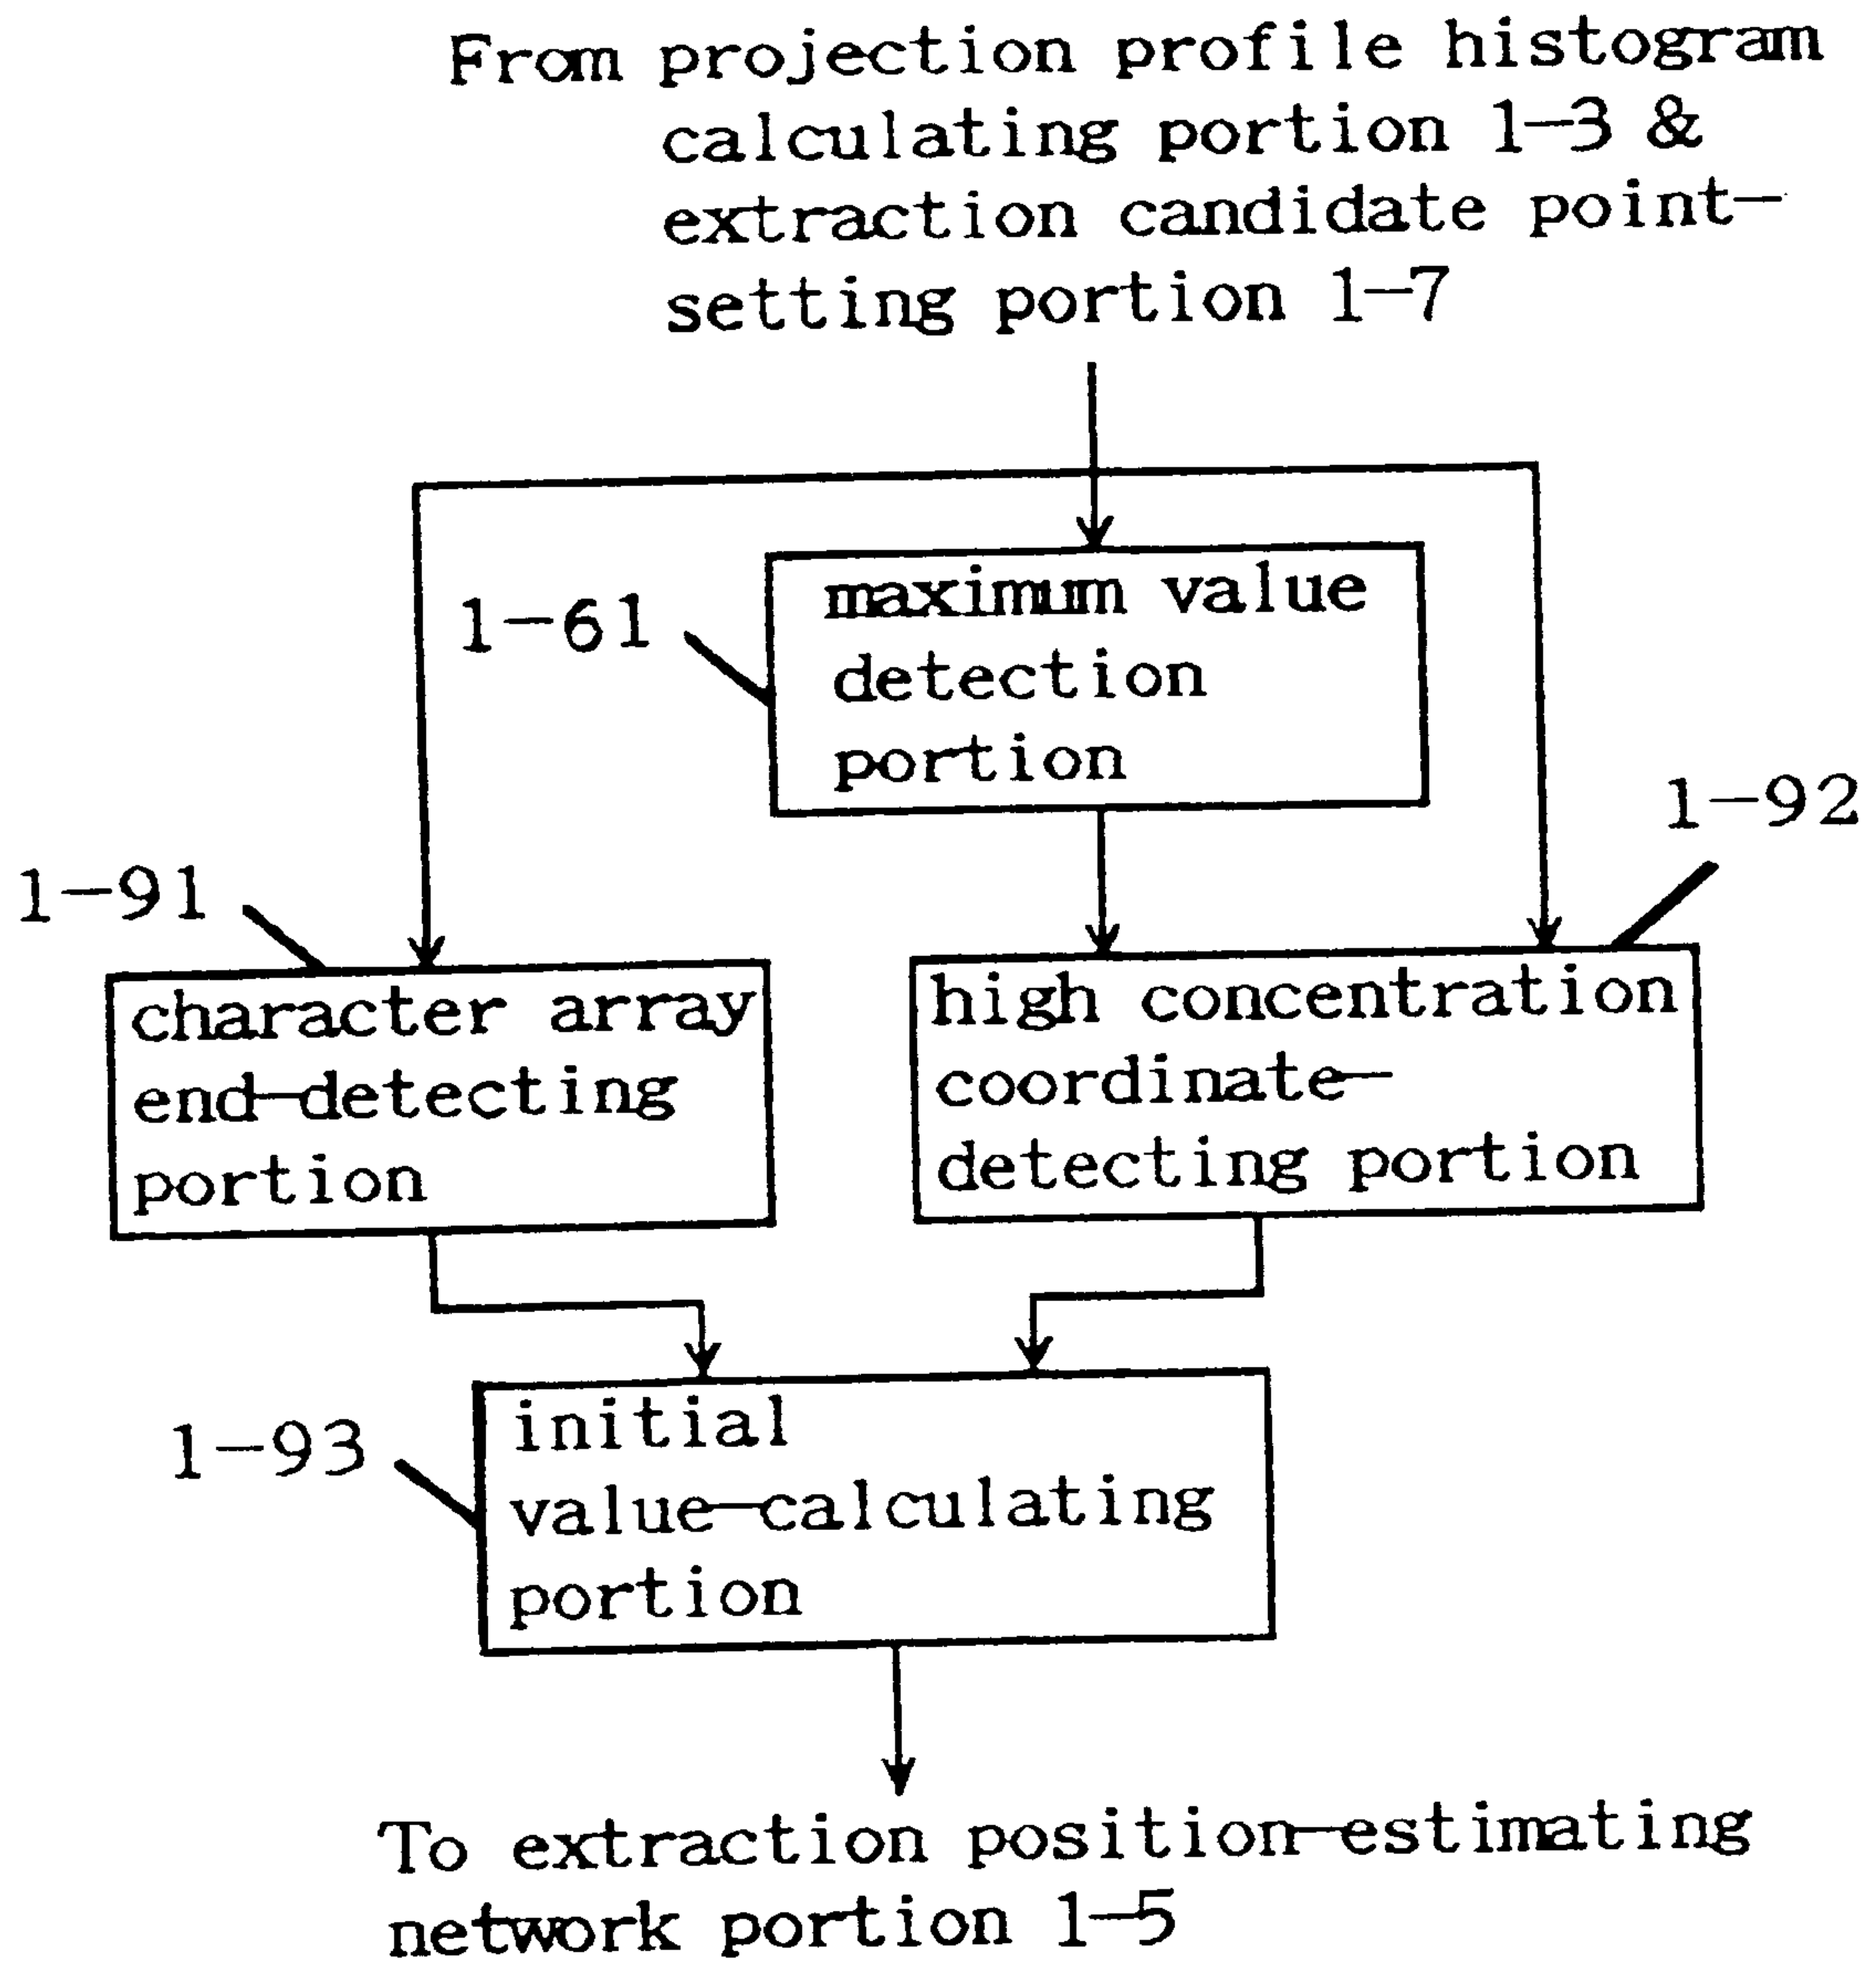 From projection profile histogram
calculating portion 1-3 &
extraction candidate point-
setting portion 1-7
maximum value
detection
portion
1-61
1-92
1-91
character array
end-detecting
portion
high concentration
coordinate-
detecting portion
1-93
initial
value-calculating
portion
To extraction position-estimating
network portion 1-5